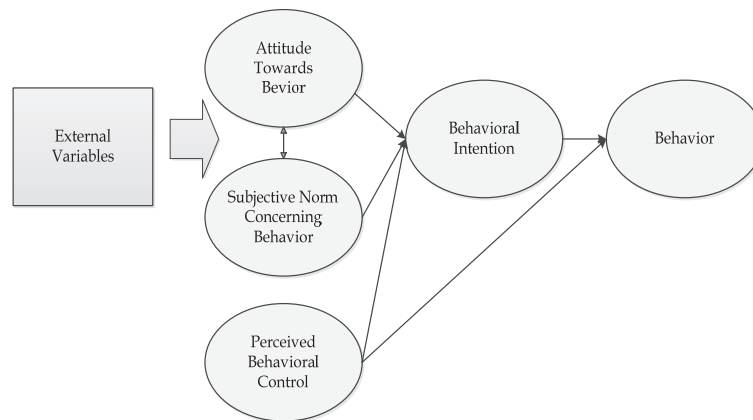 External
Variables
Attitude
Towards
Bevior
Subjective Norm
Concerning
Behavior
Perceived
Behavioral
Control
Behavioral
Intention
Behavior